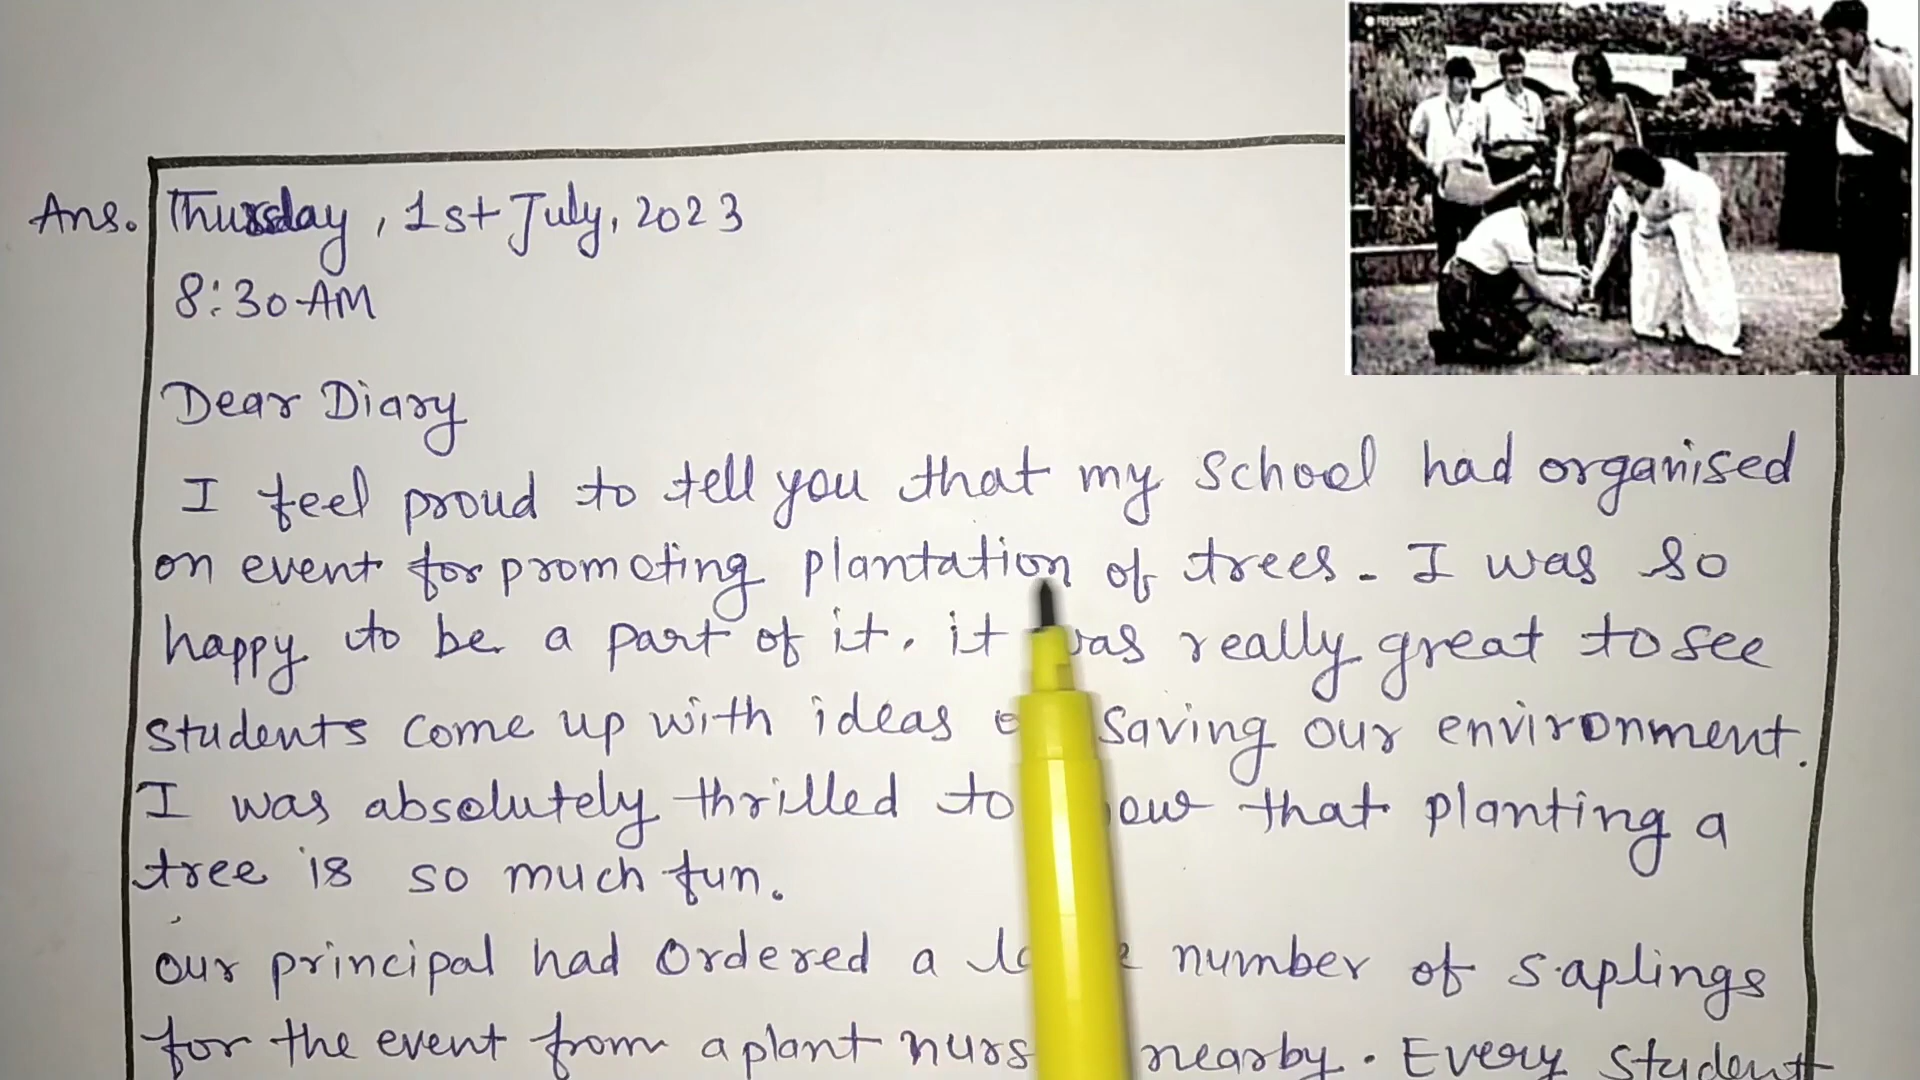 Ans. Thursday, 1st July, 2023
8:30 AM
Dear Diary
I feel proud to tell you that my school had organised
on event for promoting plantation of trees. I was so
happy to be a part of it. it was really great to see
students come up with ideas saving our environment.
I was absolutely thrilled to that planting a
tree is so much fun.
our principal had ordered a number of saplings
for the event from a plant nearby. Every student